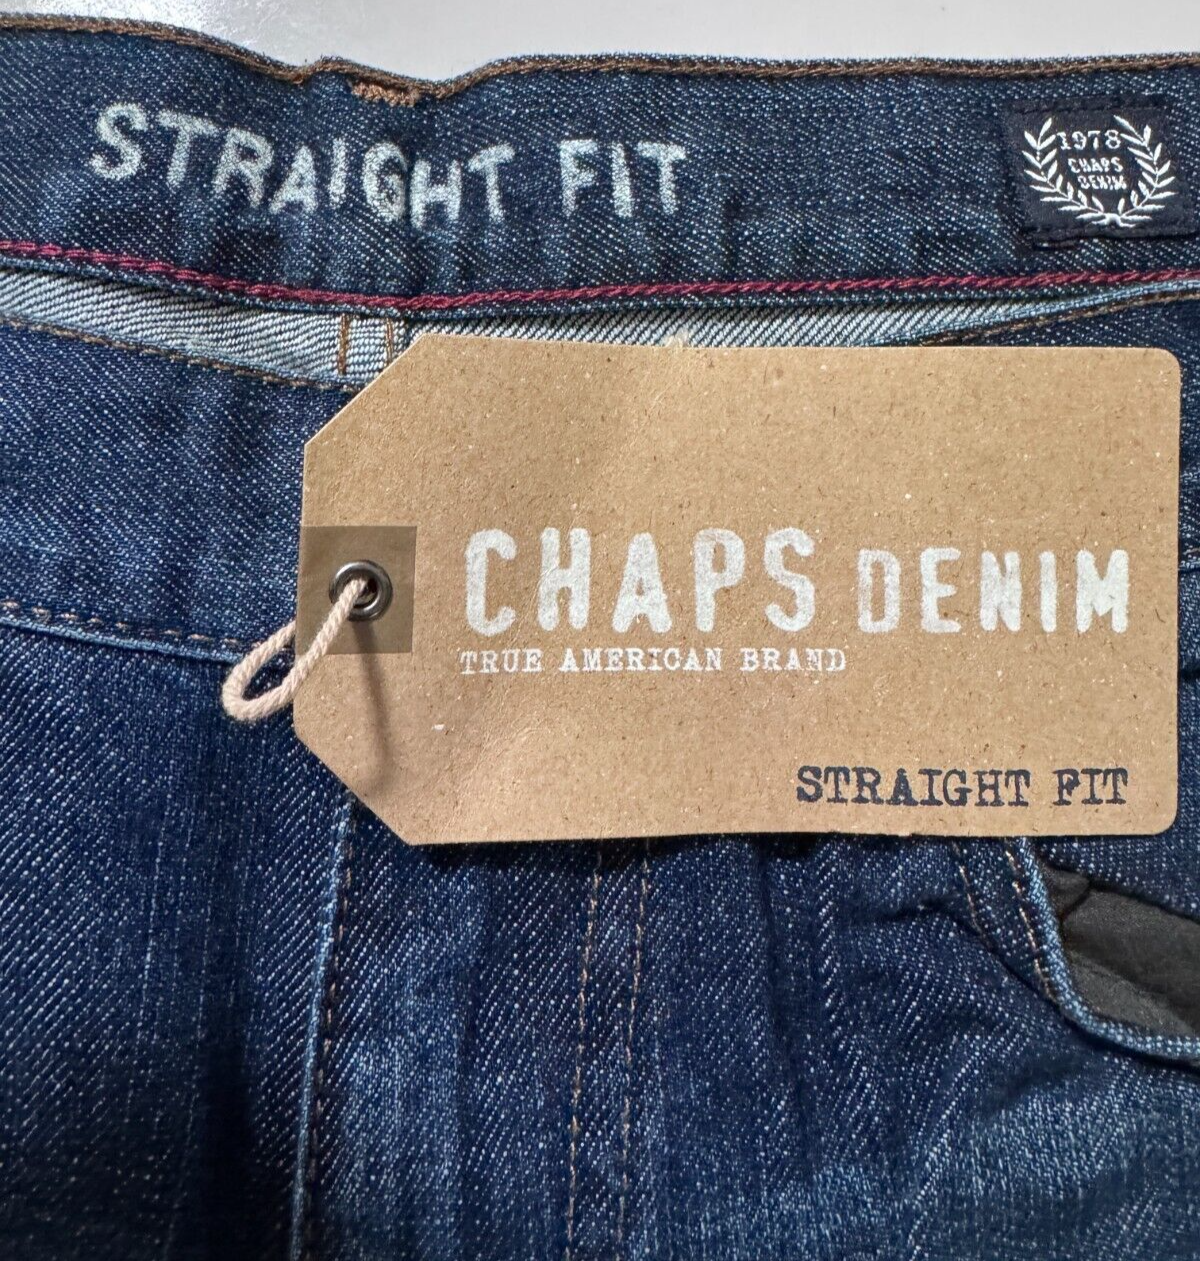 STRAIGHT FIT
1978
CHAPS
DENIM
CHAPS DENIM
TRUE AMERICAN BRAND
STRAIGHT FIT